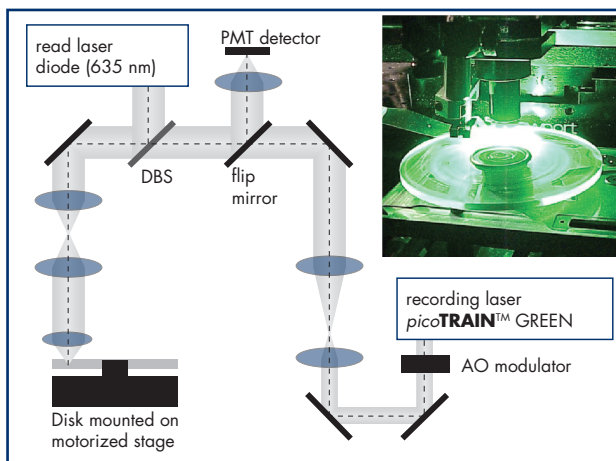 read laser
diode (635 nm)
PMT detector
DBS
flip
mirror
recording laser
picoTRAIN™ GREEN
AO modulator
Disk mounted on
motorized stage